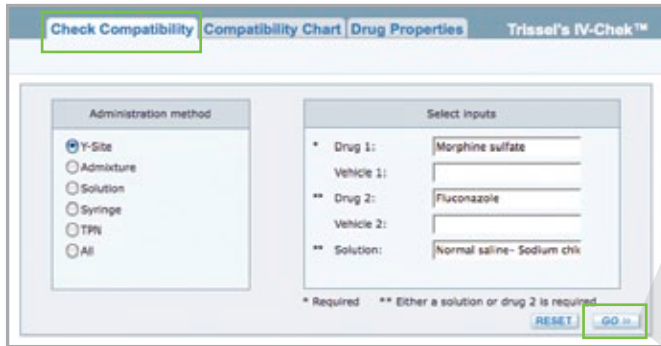 Check Compatibility Compatibility Chart Drug Properties Trissel's IV-Chek™
Administration method
Y-Site
Admixture
Solution
Syringe
TPN
All
Select inputs
* Drug 1: Morphine sulfate
Vehicle 1:
** Drug 2: Fluconazole
Vehicle 2:
** Solution: Normal saline- Sodium chlc
* Required ** Either a solution or drug 2 is required
RESET GO »